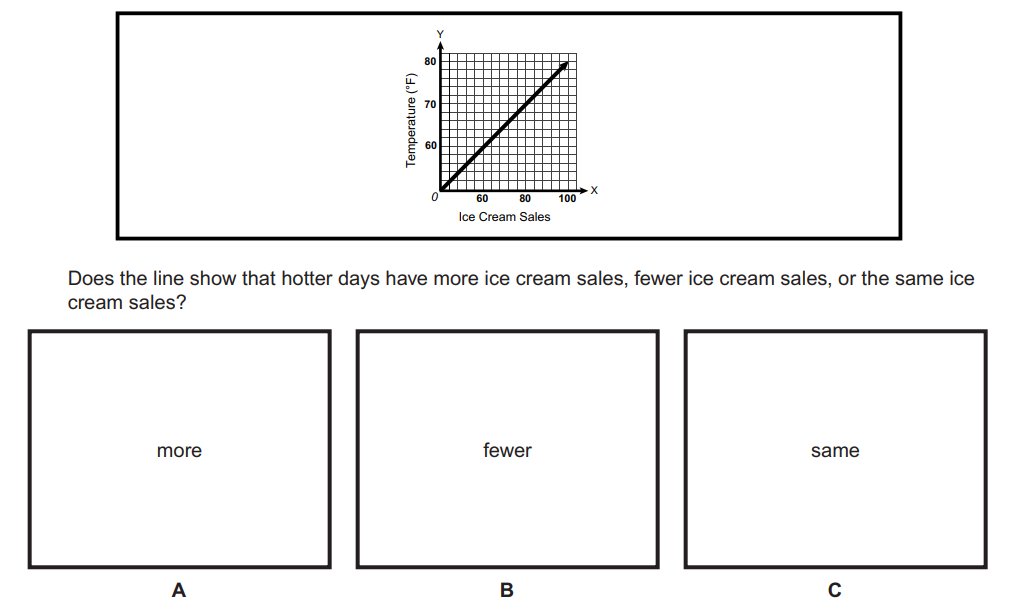 Y
80
70
60
Temperature (°F)
0
60 80 100
X
Ice Cream Sales
Does the line show that hotter days have more ice cream sales, fewer ice cream sales, or the same ice
cream sales?
more
fewer
same
A
B
C